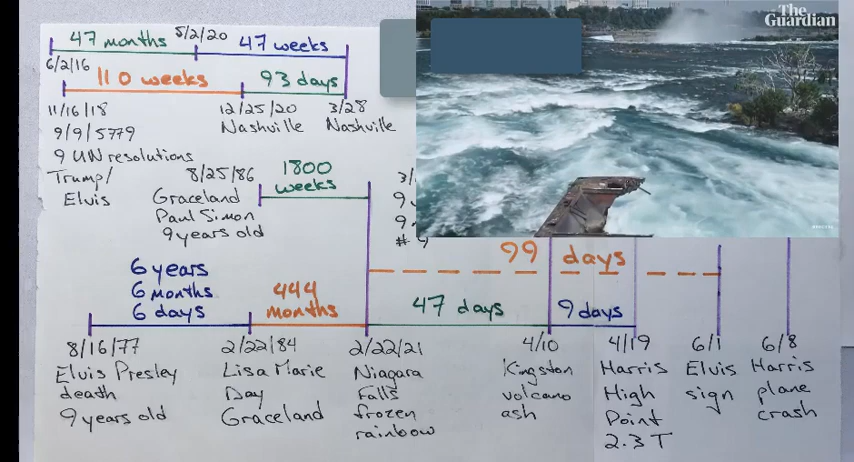 The
Guardian
47 months 5/2/20 47 weeks
6/2/16
110 weeks 93 days
11/16/18 12/25/20 3/28
9/9/5779 Nashville Nashville
9 UN resolutions
Trump/ 8/25/86 1800
Elvis Graceland weeks 3/
Paul Simon 9
9 years old 9
# 9
99 days
6 years
6 months 444
6 days months 47 days 9 days
8/16/77 2/22/84 2/22/21 4/10 4/19 6/1 6/8
Elvis Presley Lisa Marie Niagara Kingston Harris Elvis Harris
death Day Falls volcano High sign plane
9 years old Graceland frozen ash Point crash
rainbow 2.3T